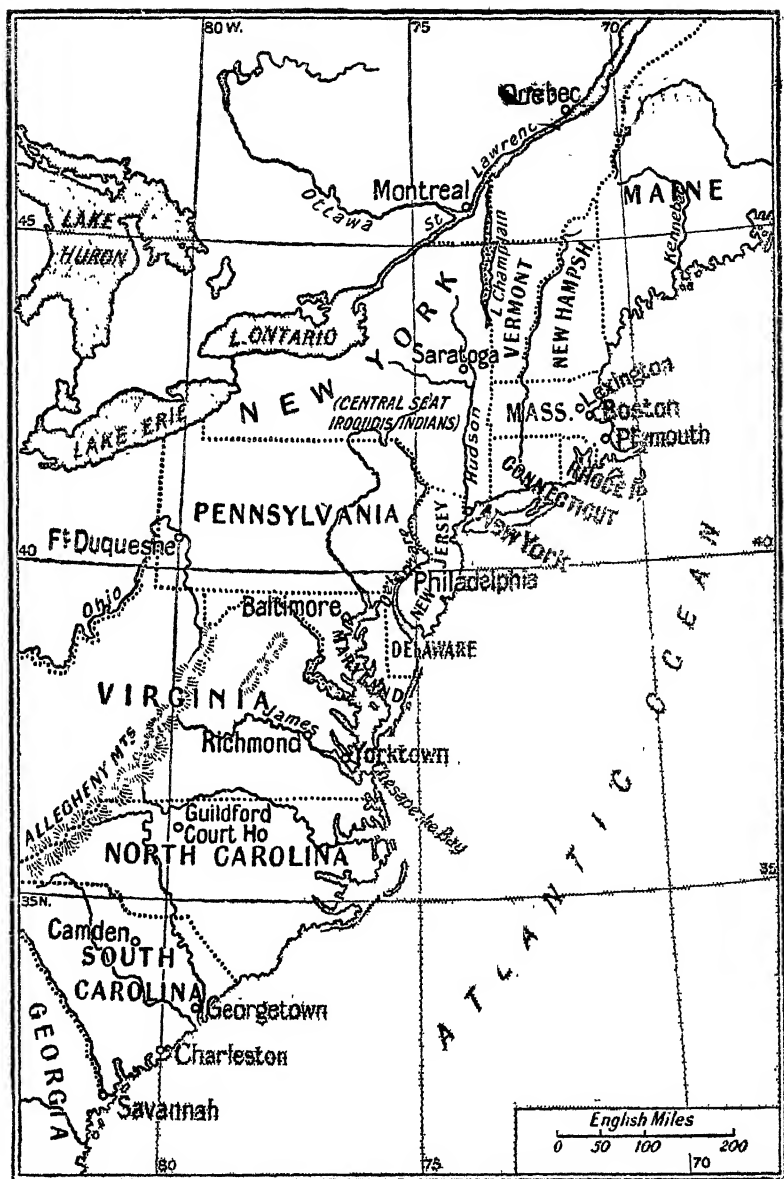 80 W.
75
70
Quebec
St. Lawrenc
MAINE
Montreal
Ottawa
Kennebec
45
LAKE
HURON
L Champlain
VERMONT
NEW HAMPSH
L. ONTARIO
NEW YORK
Saratoga
(CENTRAL SEAT
IROQUOIS INDIANS)
Hudson
LAKE ERIE
MASS.
Lexington
Boston
Plymouth
RHODE I.
CONNECTICUT
PENNSYLVANIA
NEW JERSEY
New York
Ft. Duquesne
40
40
Delaware
Philadelphia
Ohio
Baltimore
MARYLAND
DELAWARE
VIRGINIA
James
Richmond
Yorktown
Chesapeake Bay
ALLEGHENY MTS
Guildford
Court Ho
NORTH CAROLINA
35N.
35
Camden
SOUTH
CAROLINA
Georgetown
GEORGIA
Charleston
Savannah
ATLANTIC OCEAN
English Miles
0 50 100 200
80
75
70